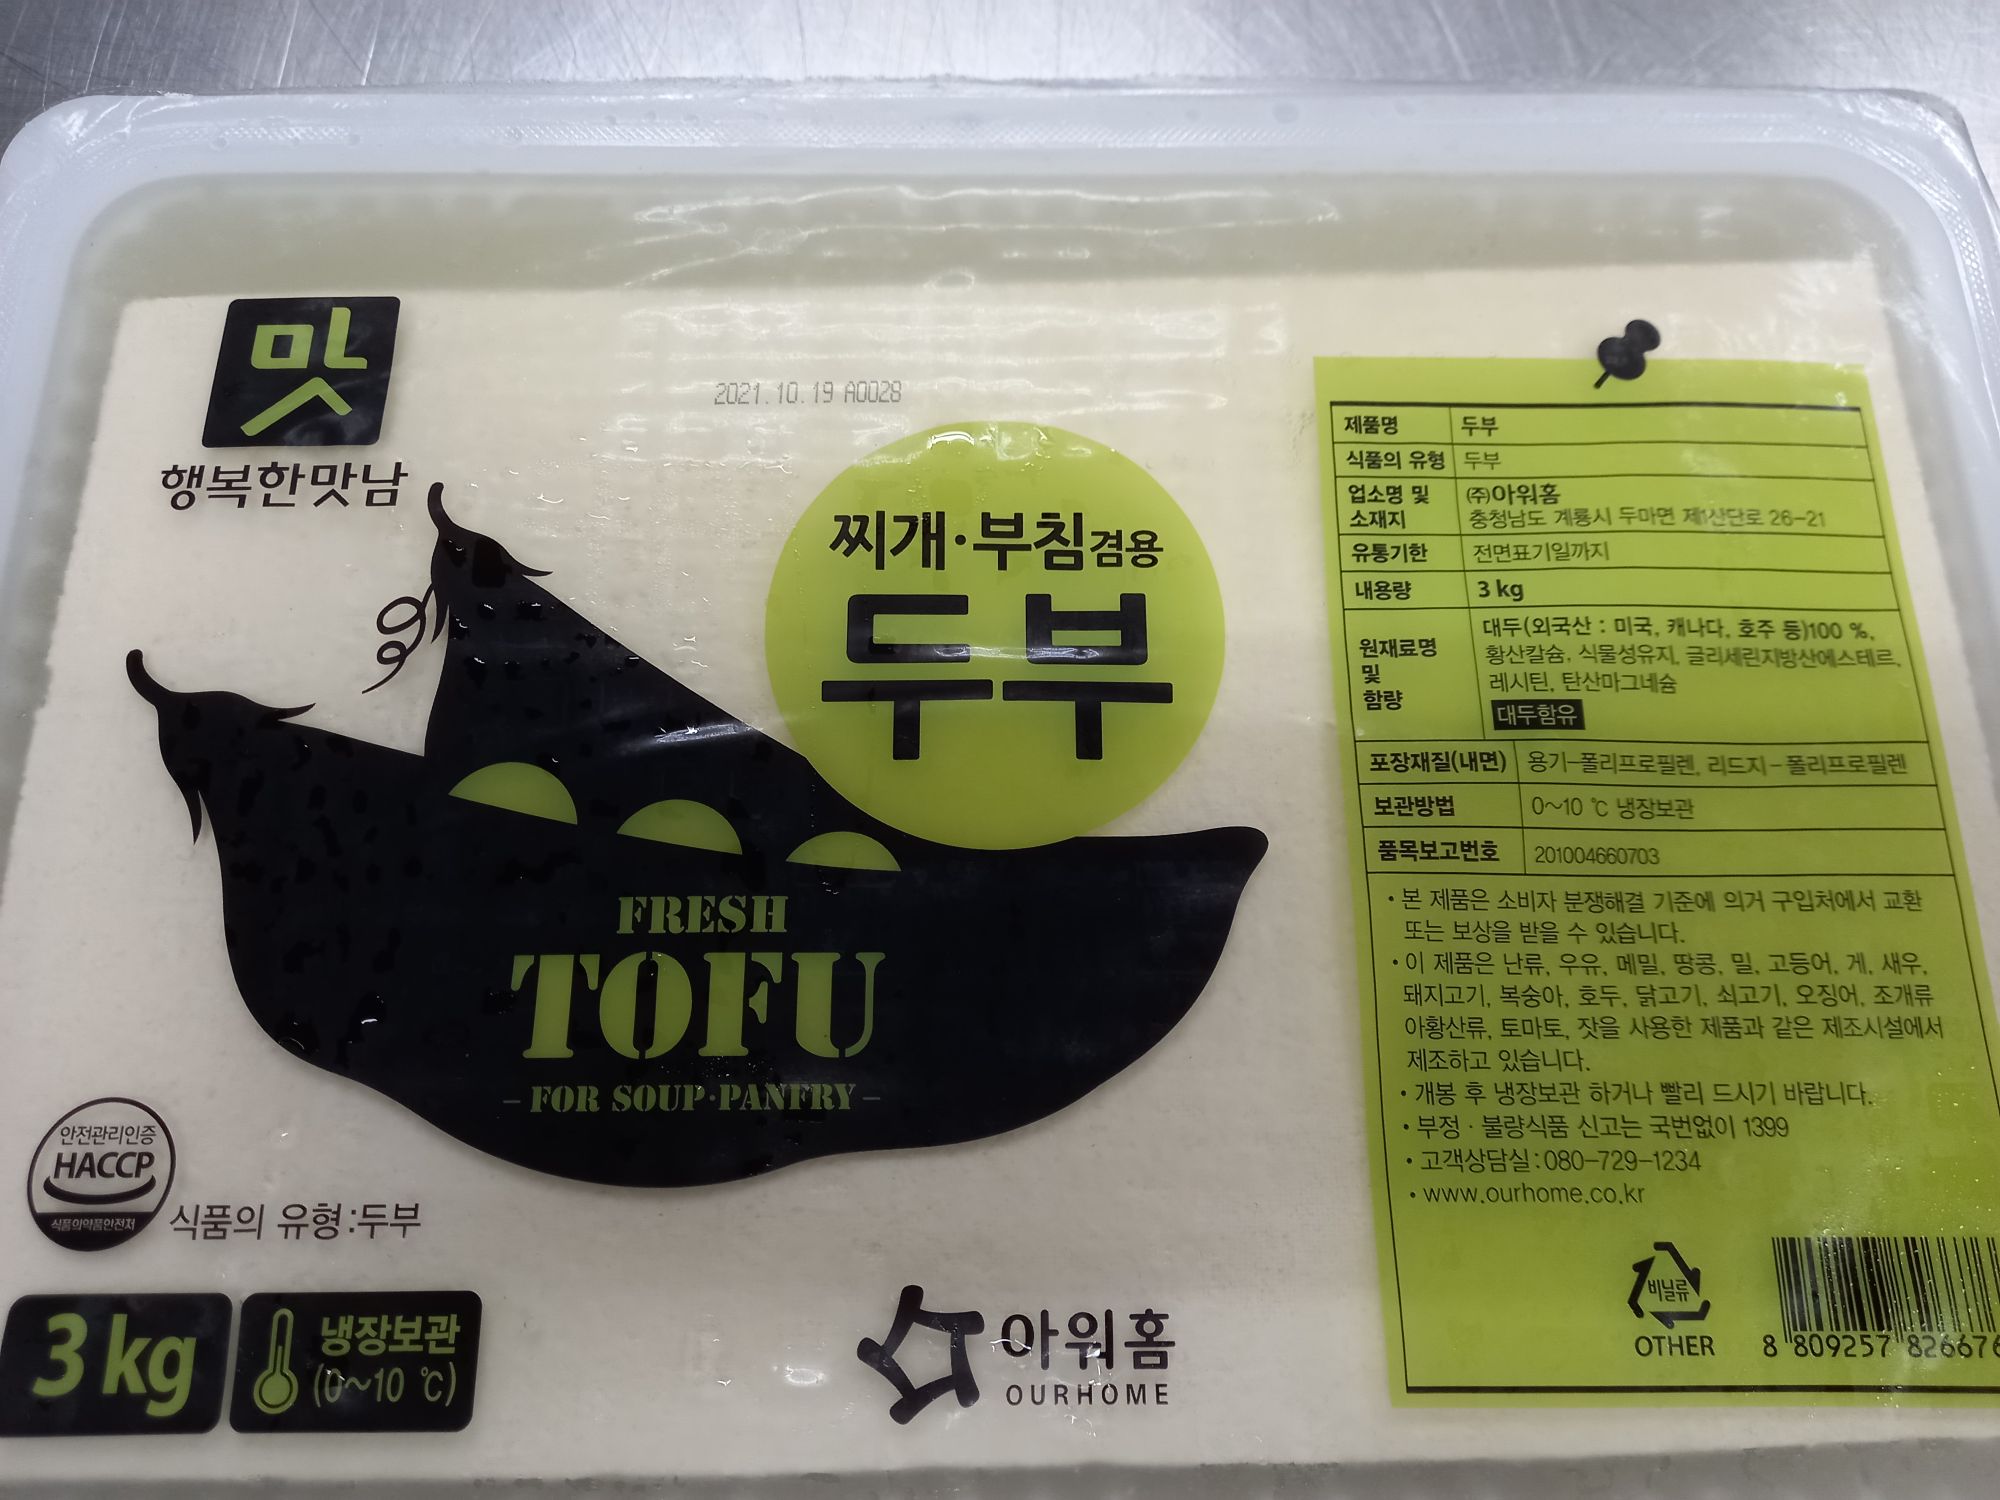 맛
행복한맛남
2021.10.19 A0028
찌개·부침겸용
두부
FRESH
TOFU
– FOR SOUP·PANFRY –
안전관리인증
HACCP
식품의약품안전처
식품의 유형:두부
3 kg
냉장보관
(0~10 ℃)
아워홈
OURHOME
제품명 두부
식품의 유형 두부
업소명 및 ㈜아워홈
소재지 충청남도 계룡시 두마면 제1산단로 26-21
유통기한 전면표기일까지
내용량 3 kg
원재료명 대두(외국산 : 미국, 캐나다, 호주 등)100 %,
및 황산칼슘, 식물성유지, 글리세린지방산에스테르,
함량 레시틴, 탄산마그네슘
대두함유
포장재질(내면) 용기-폴리프로필렌, 리드지-폴리프로필렌
보관방법 0~10 ℃ 냉장보관
품목보고번호 201004660703
• 본 제품은 소비자 분쟁해결 기준에 의거 구입처에서 교환
또는 보상을 받을 수 있습니다.
• 이 제품은 난류, 우유, 메밀, 땅콩, 밀, 고등어, 게, 새우,
돼지고기, 복숭아, 호두, 닭고기, 쇠고기, 오징어, 조개류
아황산류, 토마토, 잣을 사용한 제품과 같은 제조시설에서
제조하고 있습니다.
• 개봉 후 냉장보관 하거나 빨리 드시기 바랍니다.
• 부정 · 불량식품 신고는 국번없이 1399
• 고객상담실:080-729-1234
• www.ourhome.co.kr
비닐류
OTHER
8 809257 826676